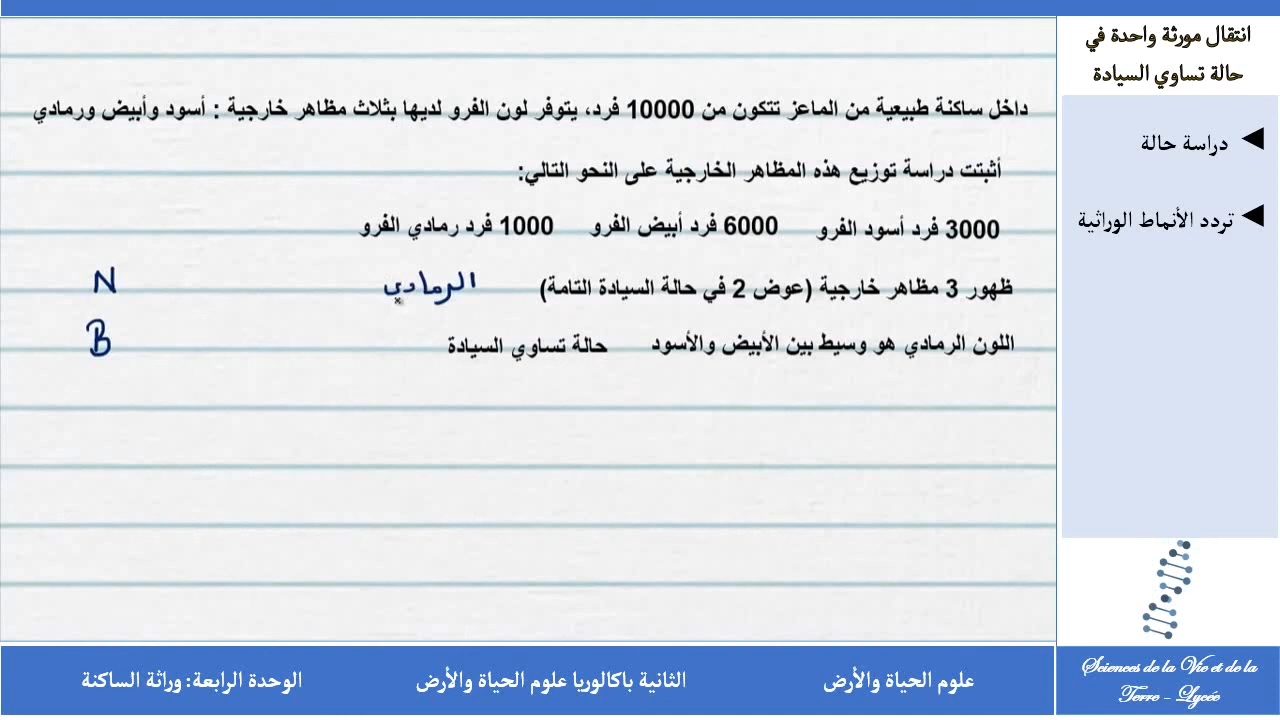 انتقال مورثة واحدة في
حالة تساوي السيادة
دراسة حالة
تردد الأنماط الوراثية
داخل ساكنة طبيعية من الماعز تتكون من 10000 فرد، يتوفر لون الفرو لديها بثلاث مظاهر خارجية : أسود وأبيض ورمادي
أثبتت دراسة توزيع هذه المظاهر الخارجية على النحو التالي:
3000 فرد أسود الفرو 6000 فرد أبيض الفرو 1000 فرد رمادي الفرو
ظهور 3 مظاهر خارجية (عوض 2 في حالة السيادة التامة) الرمادي N
اللون الرمادي هو وسيط بين الأبيض والأسود حالة تساوي السيادة B
علوم الحياة والأرض الثانية باكالوريا علوم الحياة والأرض الوحدة الرابعة: وراثة الساكنة
Sciences de la Vie et de la
Terre – Lycée